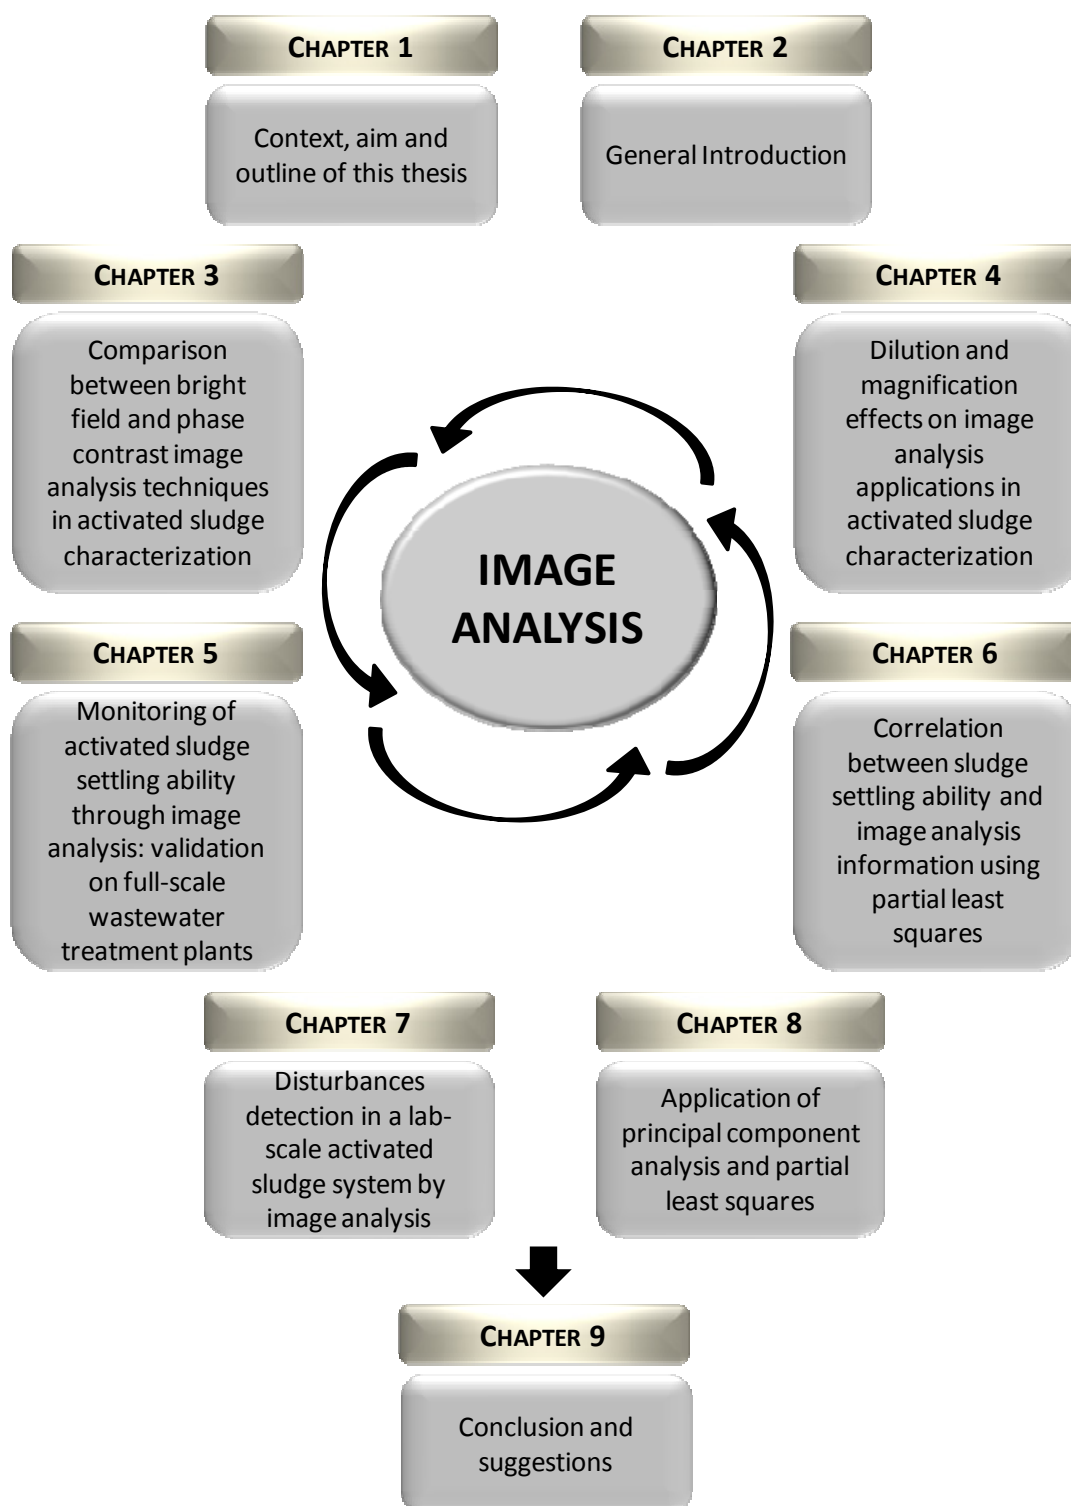 CHAPTER 1
Context, aim and
outline of this thesis
CHAPTER 2
General Introduction
CHAPTER 3
Comparison
between bright
field and phase
contrast image
analysis techniques
in activated sludge
characterization
CHAPTER 4
Dilution and
magnification
effects on image
analysis
applications in
activated sludge
characterization
IMAGE
ANALYSIS
CHAPTER 5
Monitoring of
activated sludge
settling ability
through image
analysis: validation
on full-scale
wastewater
treatment plants
CHAPTER 6
Correlation
between sludge
settling ability and
image analysis
information using
partial least
squares
CHAPTER 7
Disturbances
detection in a lab-
scale activated
sludge system by
image analysis
CHAPTER 8
Application of
principal component
analysis and partial
least squares
CHAPTER 9
Conclusion and
suggestions